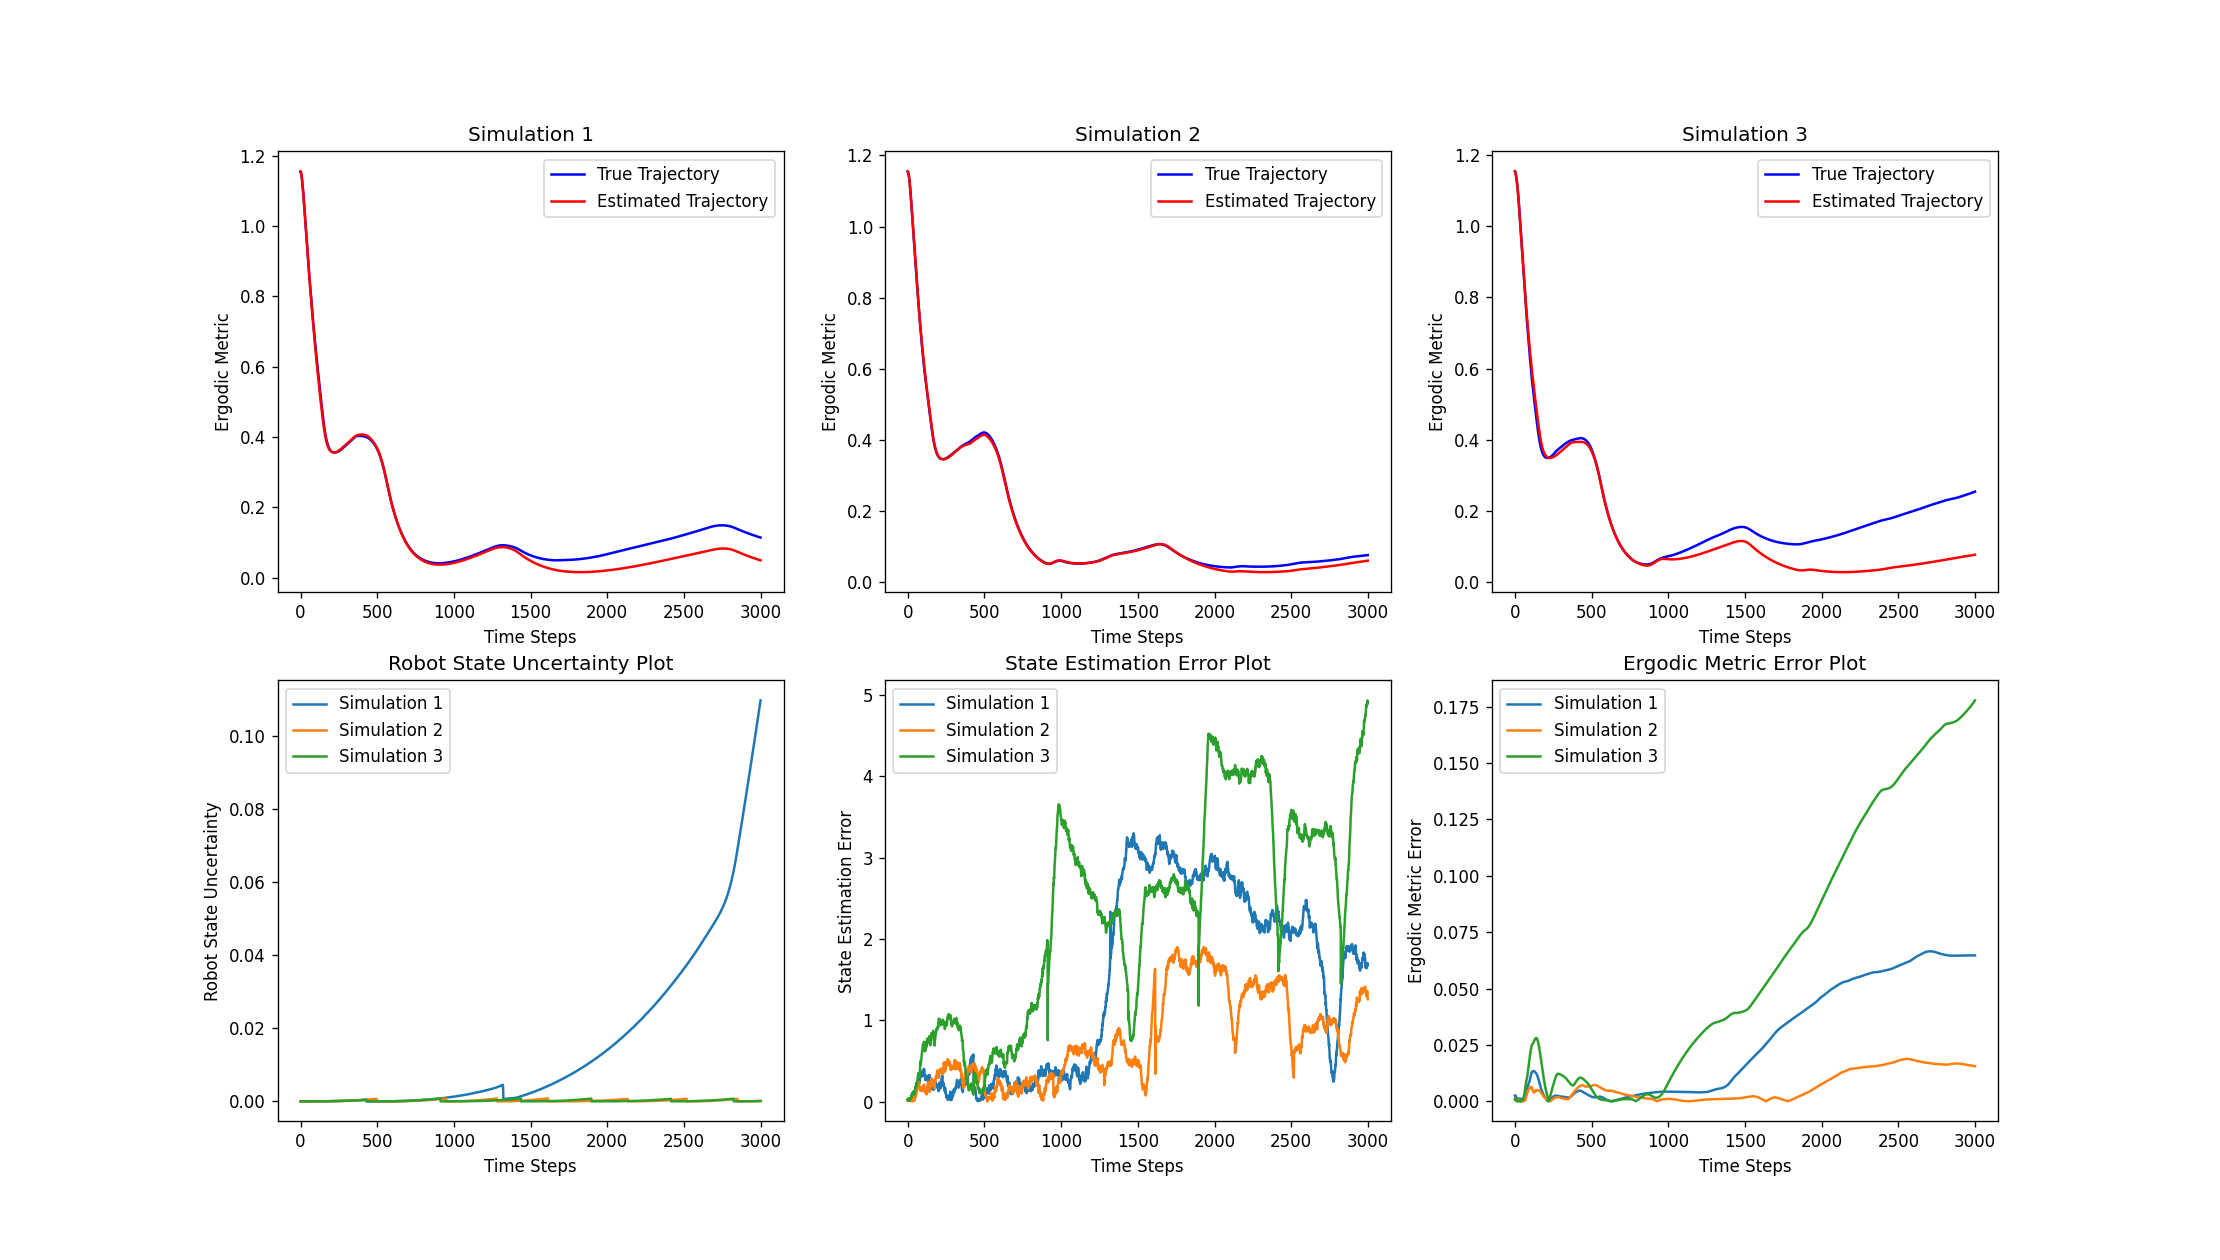 Simulation 1
1.2
1.0
0.8
0.6
0.4
0.2
0.0
Ergodic Metric
True Trajectory
Estimated Trajectory
0 500 1000 1500 2000 2500 3000
Time Steps
Simulation 2
1.2
1.0
0.8
0.6
0.4
0.2
0.0
Ergodic Metric
True Trajectory
Estimated Trajectory
0 500 1000 1500 2000 2500 3000
Time Steps
Simulation 3
1.2
1.0
0.8
0.6
0.4
0.2
0.0
Ergodic Metric
True Trajectory
Estimated Trajectory
0 500 1000 1500 2000 2500 3000
Time Steps
Robot State Uncertainty Plot
0.10
0.08
0.06
0.04
0.02
0.00
Robot State Uncertainty
Simulation 1
Simulation 2
Simulation 3
0 500 1000 1500 2000 2500 3000
Time Steps
State Estimation Error Plot
5
4
3
2
1
0
State Estimation Error
Simulation 1
Simulation 2
Simulation 3
0 500 1000 1500 2000 2500 3000
Time Steps
Ergodic Metric Error Plot
0.175
0.150
0.125
0.100
0.075
0.050
0.025
0.000
Ergodic Metric Error
Simulation 1
Simulation 2
Simulation 3
0 500 1000 1500 2000 2500 3000
Time Steps